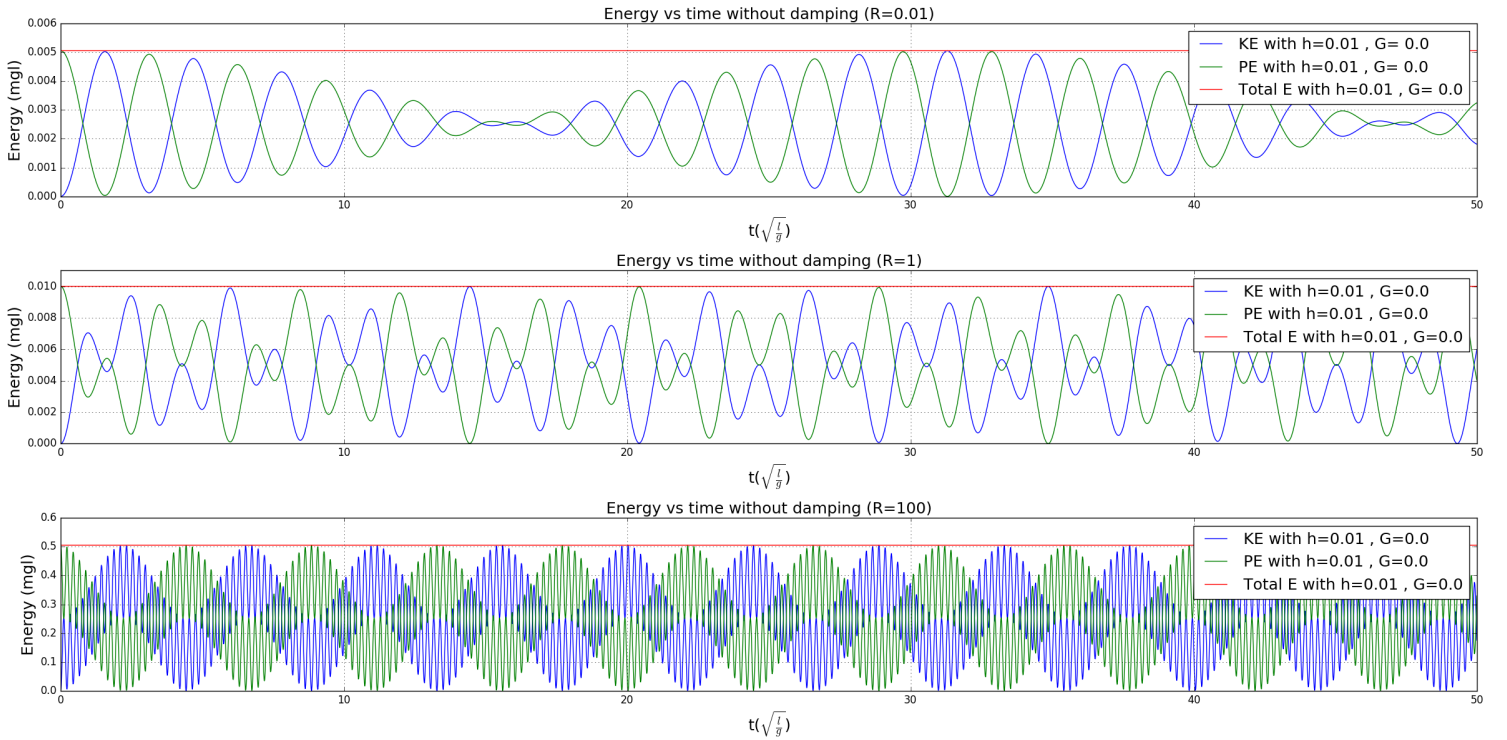 Energy vs time without damping (R=0.01)
Energy (mgl)
0.006
0.005
0.004
0.003
0.002
0.001
0.000
KE with h=0.01 , G= 0.0
PE with h=0.01 , G= 0.0
Total E with h=0.01 , G= 0.0
0 10 20 30 40 50
t(√l/g)
Energy vs time without damping (R=1)
Energy (mgl)
0.010
0.008
0.006
0.004
0.002
0.000
KE with h=0.01 , G=0.0
PE with h=0.01 , G=0.0
Total E with h=0.01 , G=0.0
0 10 20 30 40 50
t(√l/g)
Energy vs time without damping (R=100)
Energy (mgl)
0.6
0.5
0.4
0.3
0.2
0.1
0.0
KE with h=0.01 , G=0.0
PE with h=0.01 , G=0.0
Total E with h=0.01 , G=0.0
0 10 20 30 40 50
t(√l/g)